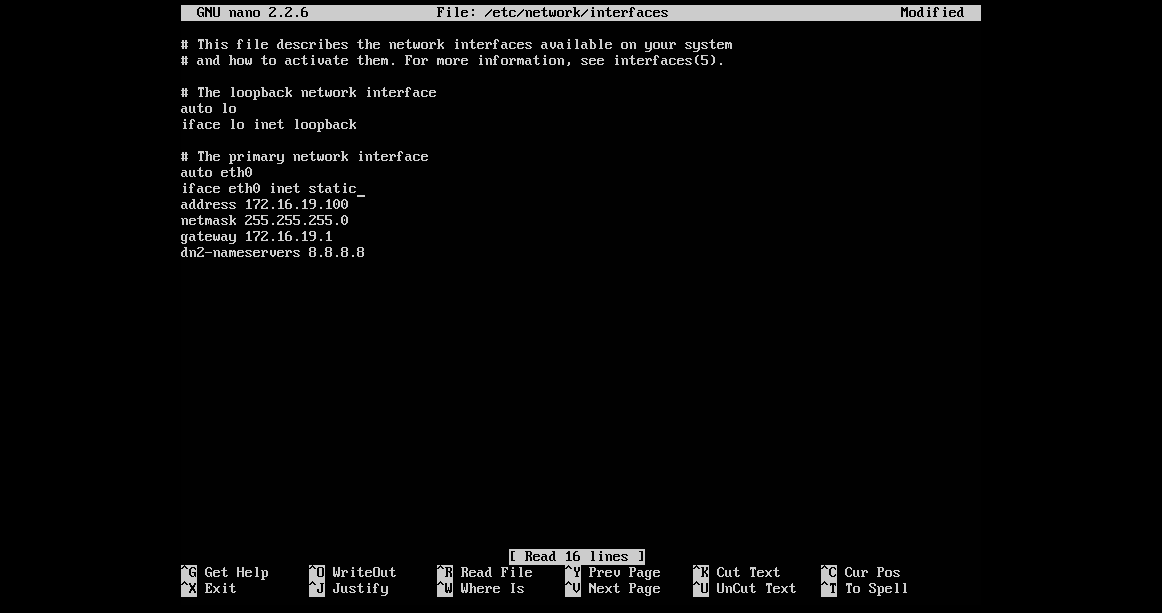 GNU nano 2.2.6 File: /etc/network/interfaces Modified
# This file describes the network interfaces available on your system
# and how to activate them. For more information, see interfaces(5).
# The loopback network interface
auto lo
iface lo inet loopback
# The primary network interface
auto eth0
iface eth0 inet static_
address 172.16.19.100
netmask 255.255.255.0
gateway 172.16.19.1
dn2-nameservers 8.8.8.8
[ Read 16 lines ]
^G Get Help ^O WriteOut ^R Read File ^Y Prev Page ^K Cut Text ^C Cur Pos
^X Exit ^J Justify ^W Where Is ^V Next Page ^U UnCut Text ^T To Spell